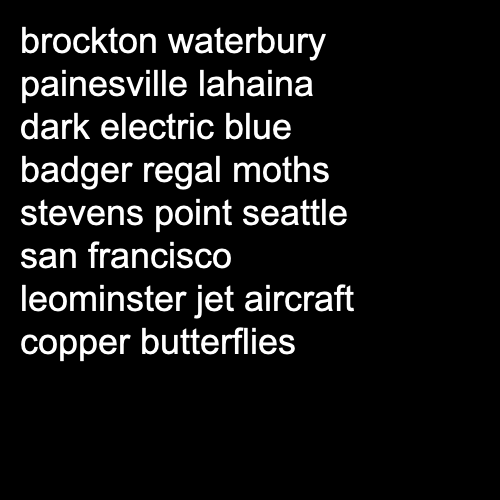 brockton waterbury
painesville lahaina
dark electric blue
badger regal moths
stevens point seattle
san francisco
leominster jet aircraft
copper butterflies